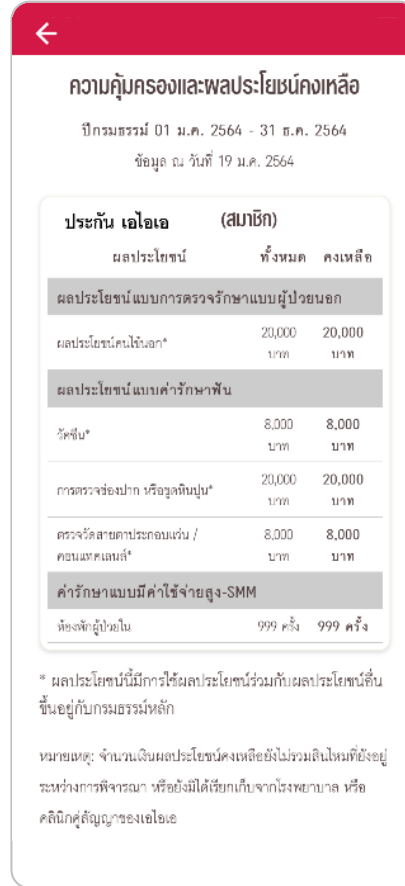 ความคุ้มครองและผลประโยชน์คงเหลือ
ปีกรมธรรม์ 01 ม.ค. 2564 - 31 ธ.ค. 2564
ข้อมูล ณ วันที่ 19 ม.ค. 2564
ประกัน เอไอเอ (สมาชิก)
ผลประโยชน์ ทั้งหมด คงเหลือ
ผลประโยชน์แบบการตรวจรักษาแบบผู้ป่วยนอก
ผลประโยชน์คนไข้นอก* 20,000 บาท 20,000 บาท
ผลประโยชน์แบบค่ารักษาฟัน
วัคซีน* 8,000 บาท 8,000 บาท
การตรวจช่องปาก หรือขูดหินปูน* 20,000 บาท 20,000 บาท
ตรวจวัดสายตาประกอบแว่น /
คอนแทคเลนส์* 8,000 บาท 8,000 บาท
ค่ารักษาแบบมีค่าใช้จ่ายสูง-SMM
ห้องพักผู้ป่วยใน 999 ครั้ง 999 ครั้ง
* ผลประโยชน์นี้มีการใช้ผลประโยชน์ร่วมกับผลประโยชน์อื่น
ขึ้นอยู่กับกรมธรรม์หลัก
หมายเหตุ: จำนวนเงินผลประโยชน์คงเหลือยังไม่รวมสินไหมที่ยังอยู่
ระหว่างการพิจารณา หรือยังมิได้เรียกเก็บจากโรงพยาบาล หรือ
คลินิกคู่สัญญาของเอไอเอ